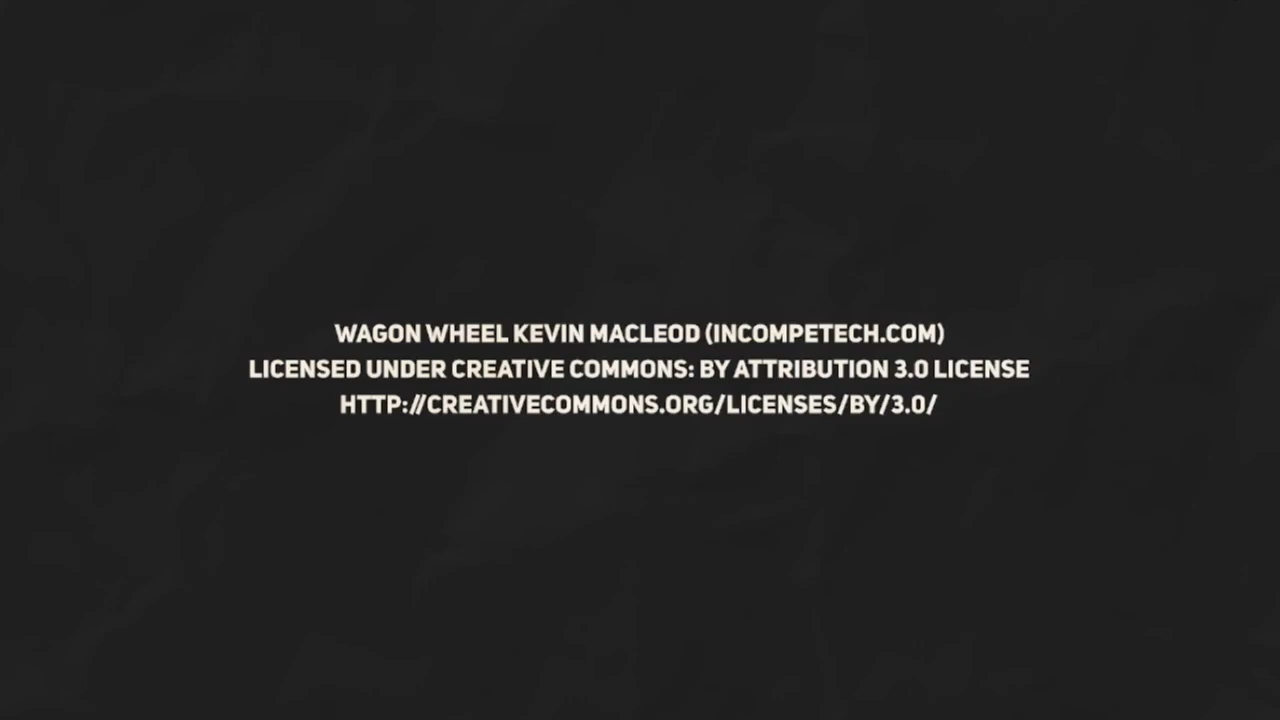 WAGON WHEEL KEVIN MACLEOD (INCOMPETECH.COM)
LICENSED UNDER CREATIVE COMMONS: BY ATTRIBUTION 3.0 LICENSE
HTTP://CREATIVECOMMONS.ORG/LICENSES/BY/3.0/